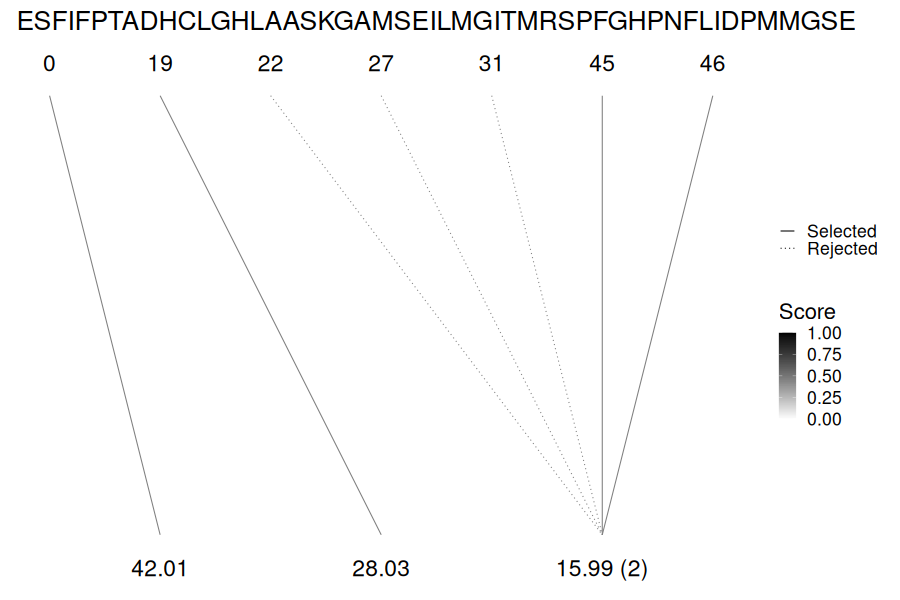 ESFIFPTADHCLGHLAASKGAMSEILMGITMRSPFGHPNFLIDPMMGSE
0 19 22 27 31 45 46
Selected
Rejected
Score
1.00
0.75
0.50
0.25
0.00
42.01 28.03 15.99 (2)